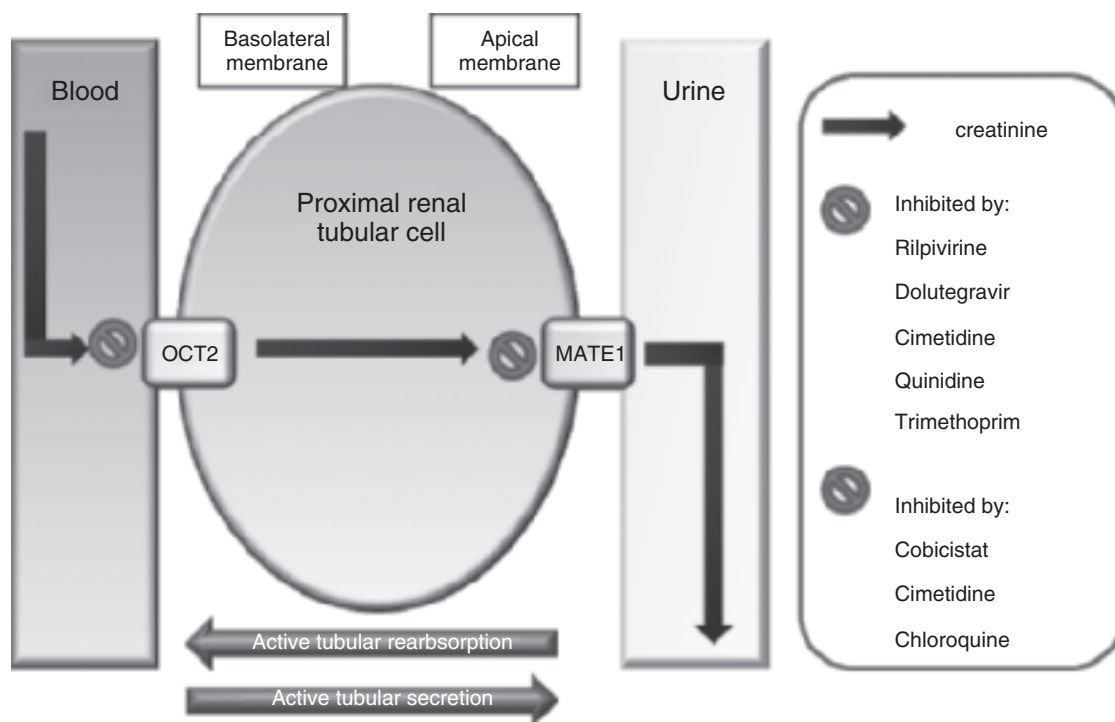 Basolateral
membrane
Apical
membrane
Blood
Urine
Proximal renal
tubular cell
OCT2
MATE1
Active tubular rearbsorption
Active tubular secretion
creatinine
Inhibited by:
Rilpivirine
Dolutegravir
Cimetidine
Quinidine
Trimethoprim
Inhibited by:
Cobicistat
Cimetidine
Chloroquine